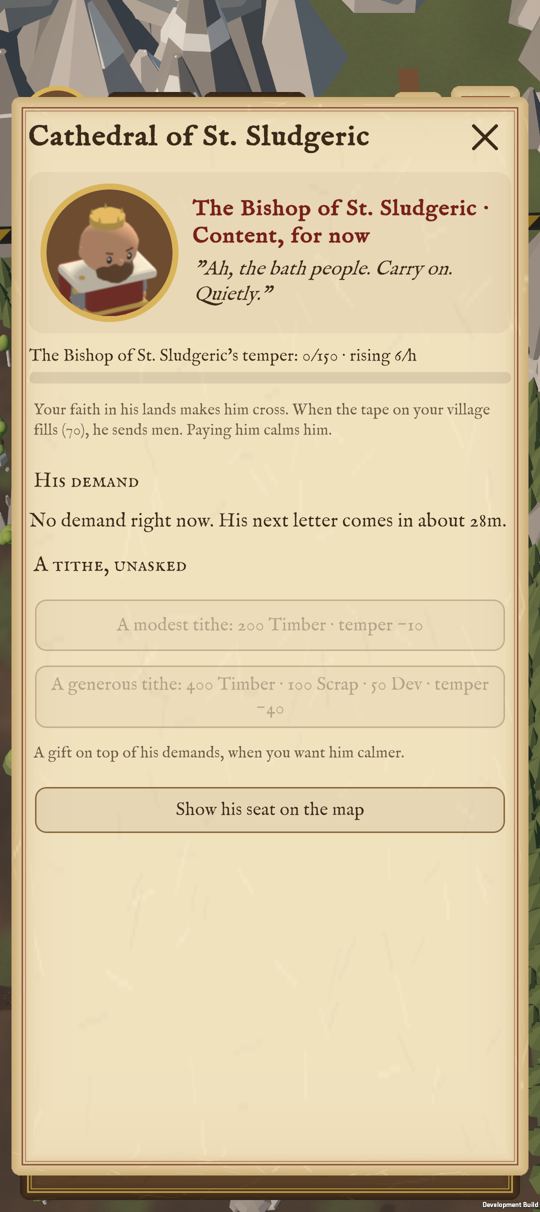 Cathedral of St. Sludgeric
The Bishop of St. Sludgeric ·
Content, for now
"Ah, the bath people. Carry on.
Quietly."
The Bishop of St. Sludgeric's temper: 0/150 · rising 6/h
Your faith in his lands makes him cross. When the tape on your village
fills (70), he sends men. Paying him calms him.
His demand
No demand right now. His next letter comes in about 28m.
A tithe, unasked
A modest tithe: 200 Timber · temper −10
A generous tithe: 400 Timber · 100 Scrap · 50 Dev · temper
−40
A gift on top of his demands, when you want him calmer.
Show his seat on the map
Development Build